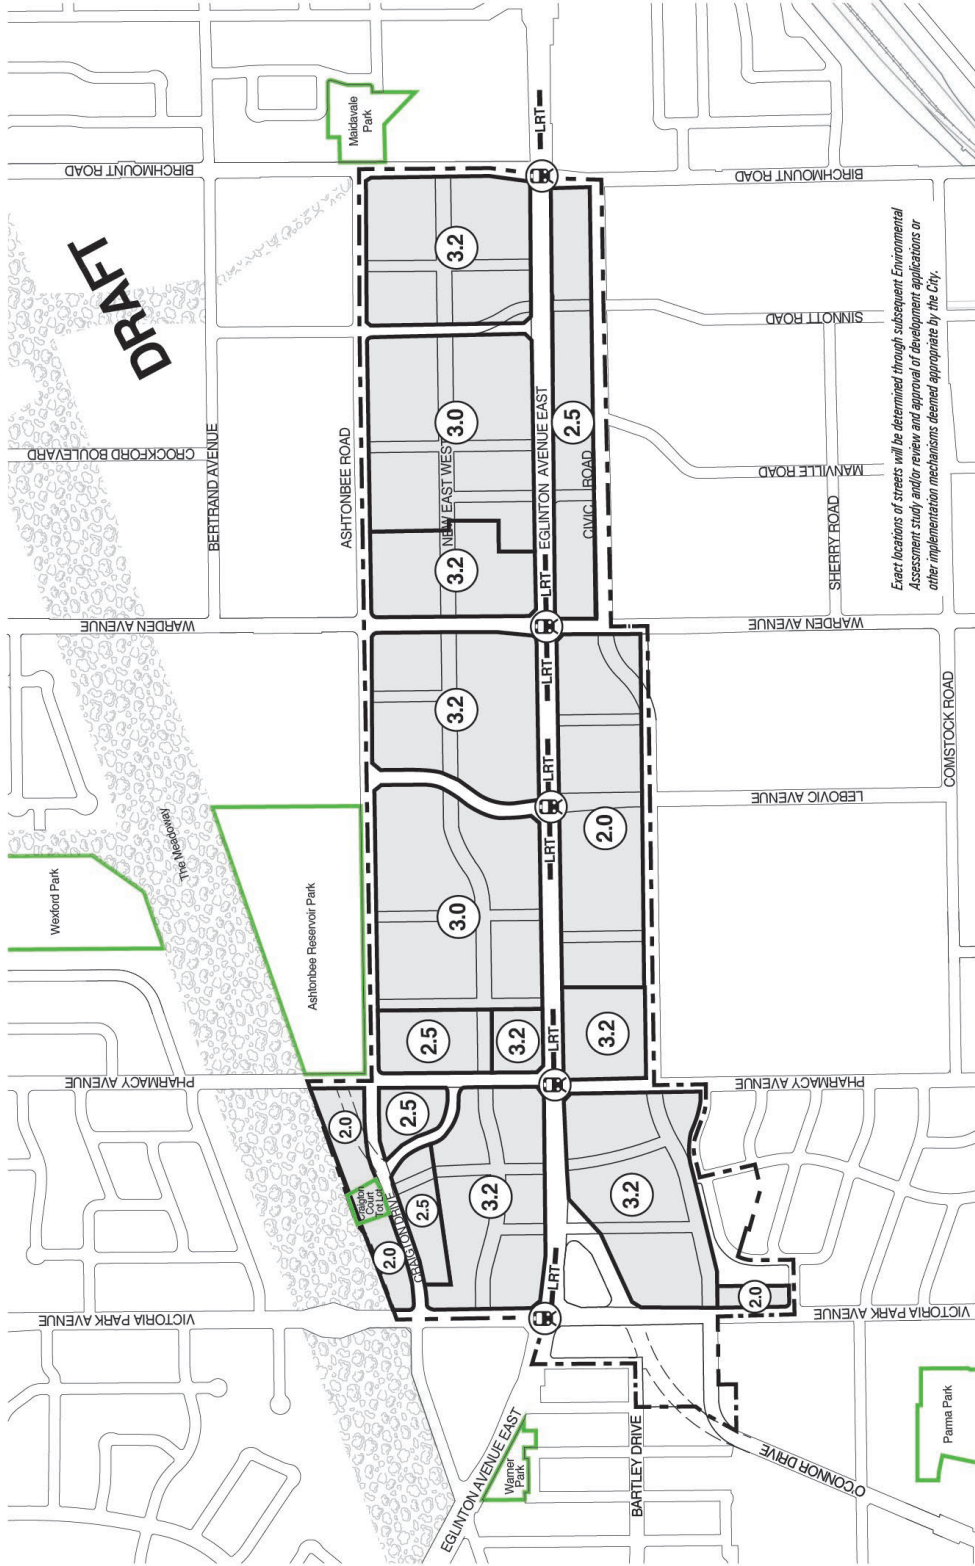 VICTORIA PARK AVENUE
PHARMACY AVENUE
Wexford Park
WARDEN AVENUE
CROCKFORD BOULEVARD
BIRCHMOUNT ROAD
DRAFT
The Meadoway
BERTRAND AVENUE
Ashtonbee Reservoir Park
ASHTONBEE ROAD
Maidavale
Park
2.0
Craigton
Court
Tot Lot
2.0
CRAIGTON DRIVE
2.5
2.5
2.5
3.0
3.2
3.2
NEW EAST WEST
3.0
3.2
3.2
3.2
EGLINTON AVENUE EAST
Warner
Park
LRT
LRT
LRT
LRT
LRT
LRT
EGLINTON AVENUE EAST
LRT
3.2
3.2
2.0
CIVIC ROAD
2.5
BARTLEY DRIVE
O'CONNOR DRIVE
2.0
VICTORIA PARK AVENUE
PHARMACY AVENUE
LEBOVIC AVENUE
WARDEN AVENUE
MANVILLE ROAD
SINNOTT ROAD
BIRCHMOUNT ROAD
SHERRY ROAD
Parma Park
COMSTOCK ROAD
Exact locations of streets will be determined through subsequent Environmental
Assessment study and/or review and approval of development applications or
other implementation mechanisms deemed appropriate by the City.